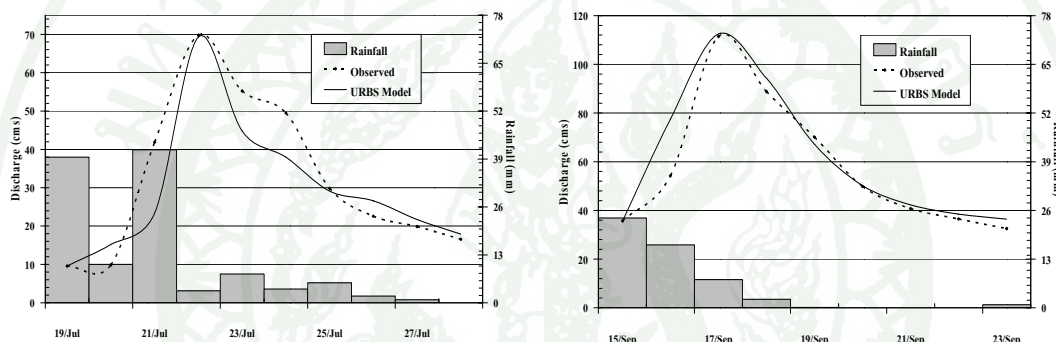 78
70
65
60
52
50
39
40
30
26
20
13
10
0
0
Discharge (cms)
Rainfall (mm)
Rainfall
Observed
URBS Model
19/Jul
21/Jul
23/Jul
25/Jul
27/Jul
120
78
100
65
80
52
60
39
40
26
20
13
0
0
Discharge (cms)
Rainfall
Observed
URBS Model
15/Sep
17/Sep
19/Sep
21/Sep
23/Sep